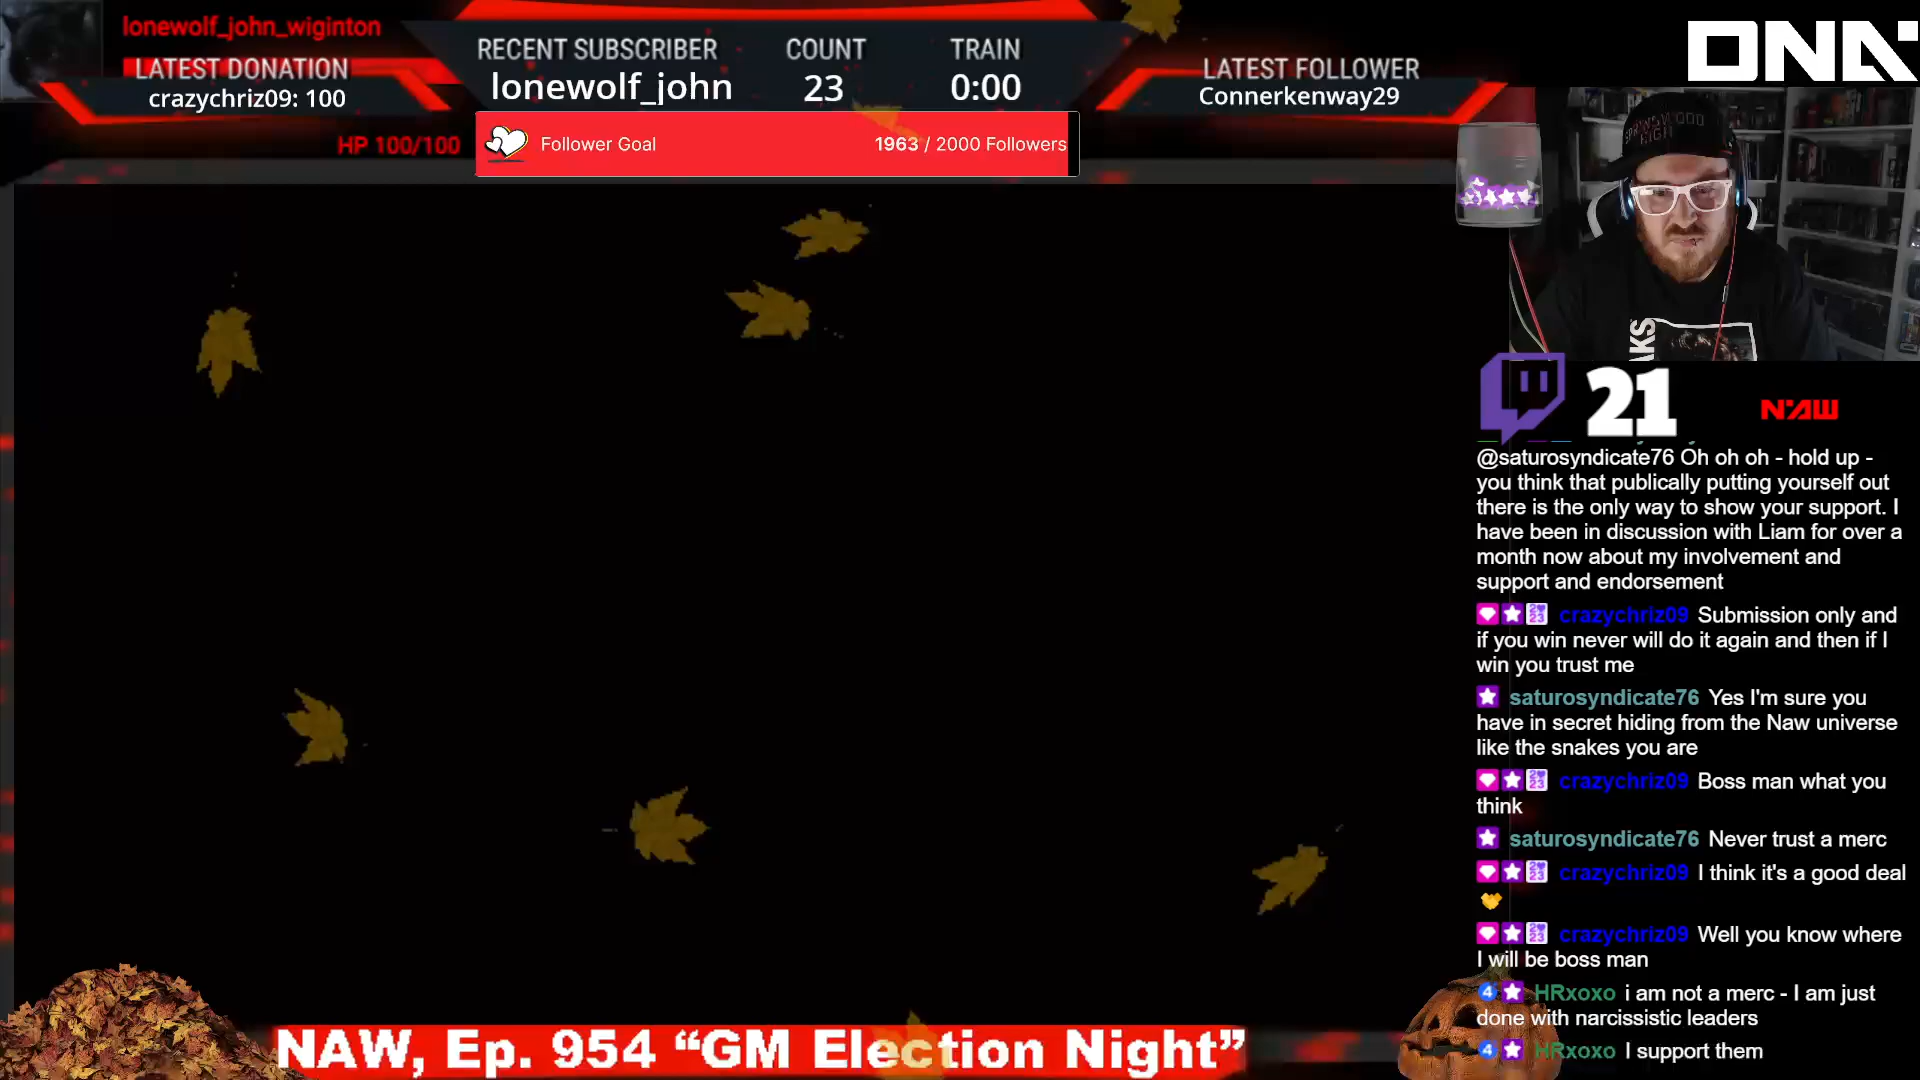 lonewolf_john_wiginton
LATEST DONATION
crazychriz09: 100
RECENT SUBSCRIBER
lonewolf_john
COUNT
23
TRAIN
0:00
LATEST FOLLOWER
Connerkenway29
DNA
HP 100/100
Follower Goal
1963 / 2000 Followers
21
NAW
@saturosyndicate76 Oh oh oh - hold up -
you think that publically putting yourself out
there is the only way to show your support. I
have been in discussion with Liam for over a
month now about my involvement and
support and endorsement
crazychriz09 Submission only and
if you win never will do it again and then if I
win you trust me
saturosyndicate76 Yes I'm sure you
have in secret hiding from the Naw universe
like the snakes you are
crazychriz09 Boss man what you
think
saturosyndicate76 Never trust a merc
crazychriz09 I think it's a good deal
crazychriz09 Well you know where
I will be boss man
HRxoxo i am not a merc - I am just
done with narcissistic leaders
HRxoxo I support them
NAW, Ep. 954 “GM Election Night”